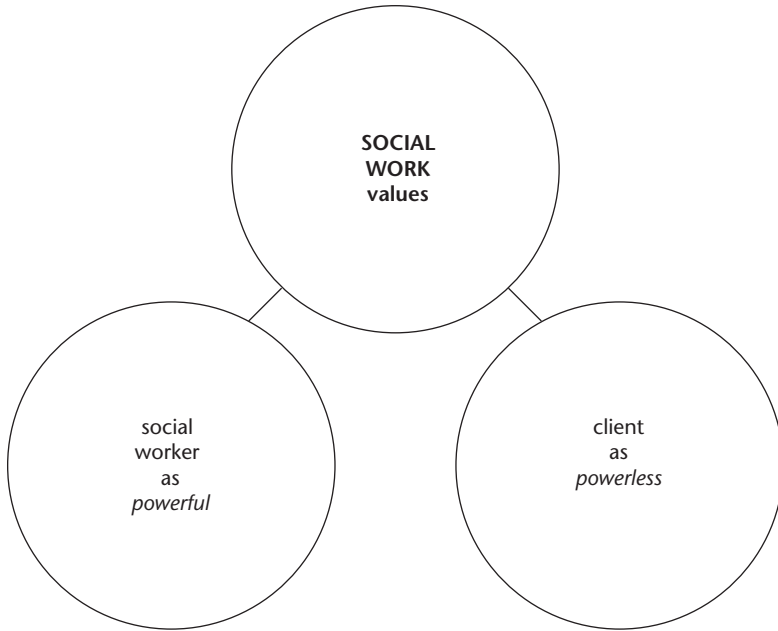 SOCIAL
WORK
values
social
worker
as
powerful
client
as
powerless